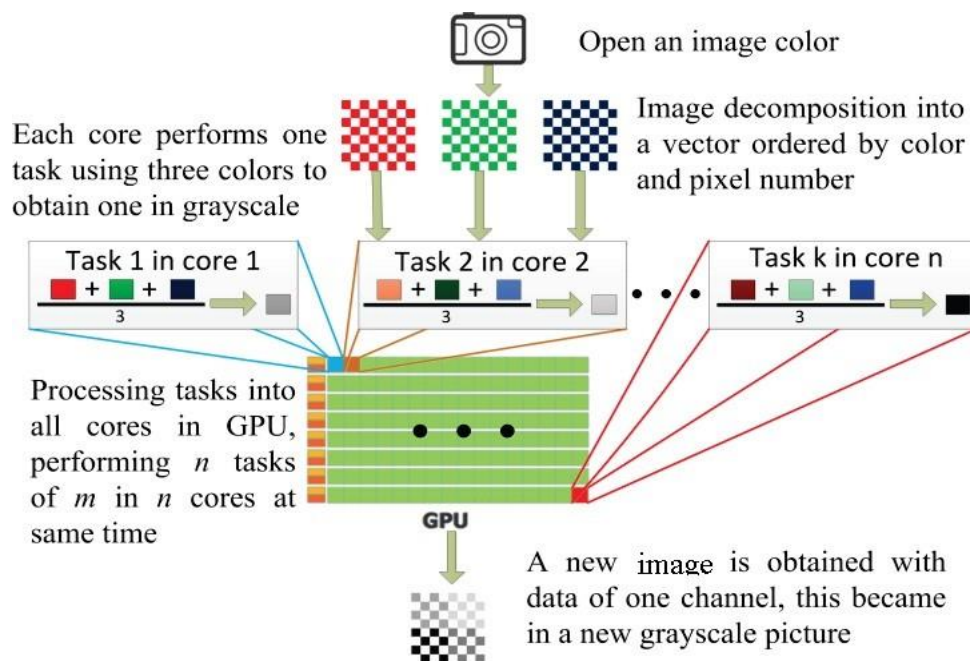 Open an image color
Image decomposition into
a vector ordered by color
and pixel number
Each core performs one
task using three colors to
obtain one in grayscale
Task 1 in core 1
+ +
3
Task 2 in core 2
+ +
3
• • •
Task k in core n
+ +
3
Processing tasks into
all cores in GPU,
performing n tasks
of m in n cores at
same time
• • •
GPU
A new image is obtained with
data of one channel, this became
in a new grayscale picture